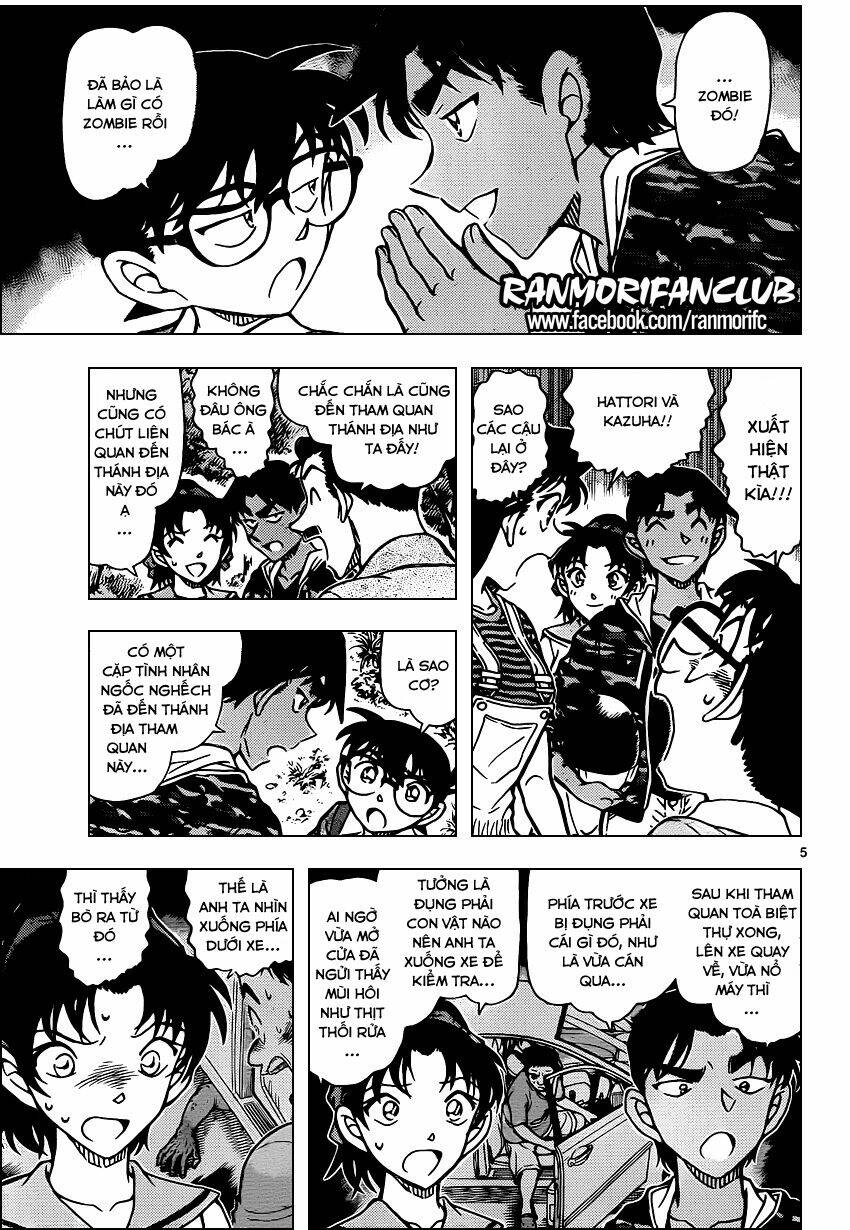 ...
ZOMBIE
ĐÓ!
ĐÃ BẢO LÀ
LÀM GÌ CÓ
ZOMBIE RỒI
...
RANMORIFANCLUB
www.facebook.com/ranmorifc
XUẤT
HIỆN
THẬT
KÌA!!!
HATTORI VÀ
KAZUHA!!
SAO
CÁC CẬU
LẠI Ở
ĐÂY?
CHẮC CHẮN LÀ CŨNG
ĐẾN THAM QUAN
THÁNH ĐỊA NHƯ
TA ĐẤY!
KHÔNG
ĐÂU ÔNG
BÁC À
...
NHƯNG
CŨNG CÓ
CHÚT LIÊN
QUAN ĐẾN
THÁNH ĐỊA
NÀY ĐÓ
Ạ
...
LÀ SAO
CƠ?
CÓ MỘT
CẶP TÌNH NHÂN
NGỐC NGHẾCH
ĐÃ ĐẾN THÁNH
ĐỊA THAM
QUAN
NÀY...
5
SAU KHI THAM
QUAN TOÀ BIỆT
THỰ XONG,
LÊN XE QUAY
VỀ, VỪA NỔ
MÁY THÌ
...
PHÍA TRƯỚC XE
BỊ ĐỤNG PHẢI
CÁI GÌ ĐÓ, NHƯ
LÀ VỪA CÁN
QUA...
TƯỞNG LÀ
ĐỤNG PHẢI
CON VẬT NÀO
NÊN ANH TA
XUỐNG XE ĐỂ
KIỂM TRA...
AI NGỜ
VỪA MỞ
CỬA ĐÃ
NGỬI THẤY
MÙI HÔI
NHƯ THỊT
THỐI RỮA
...
THẾ LÀ
ANH TA NHÌN
XUỐNG PHÍA
DƯỚI XE...
THÌ THẤY
BÒ RA TỪ
ĐÓ
...